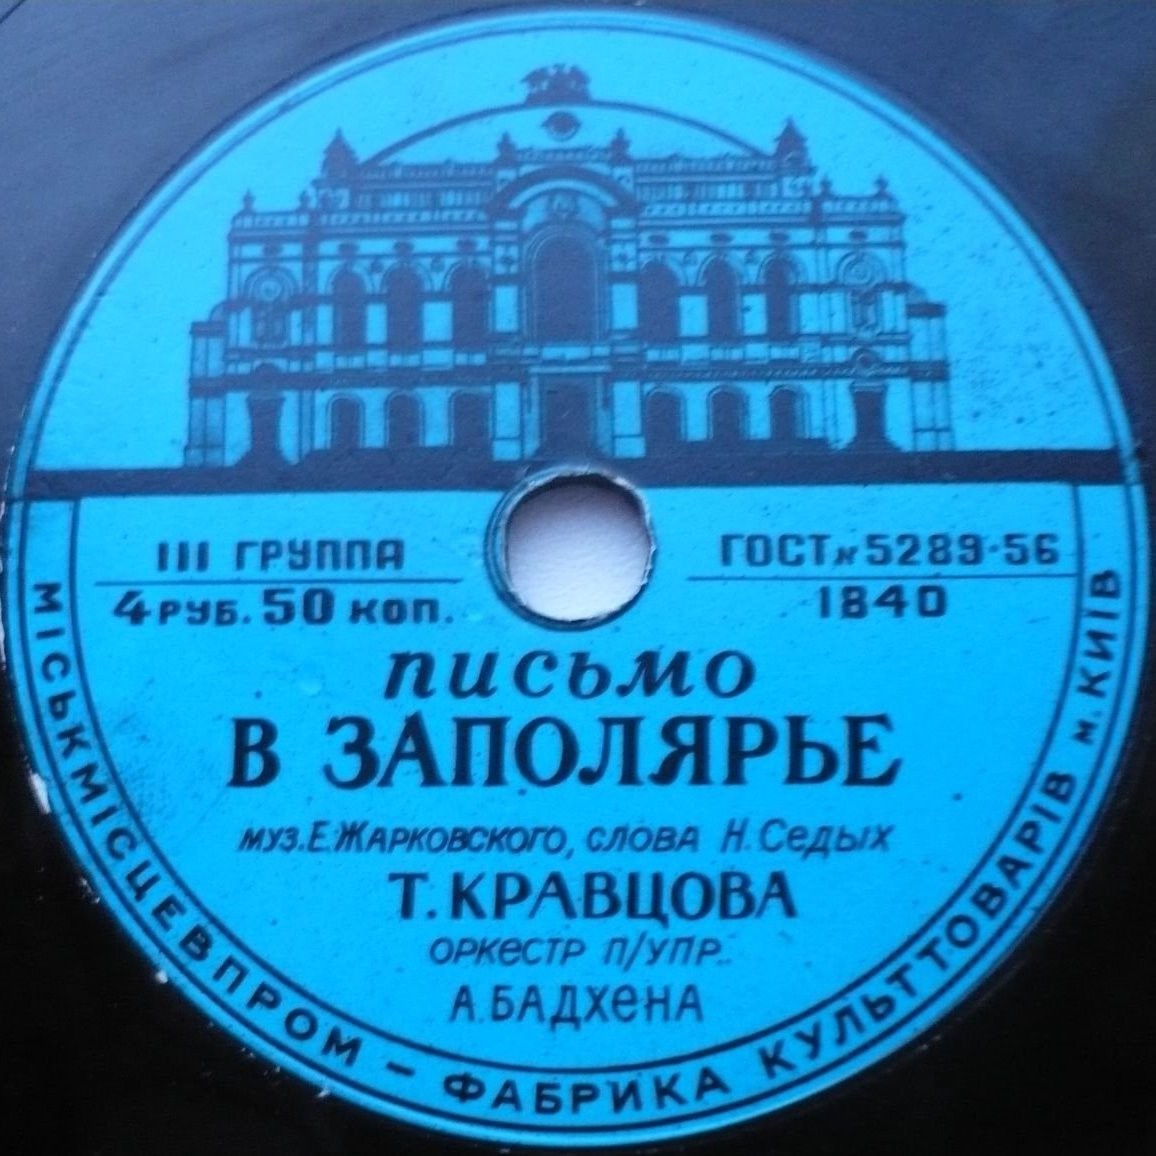 III ГРУППА
4 РУБ. 50 КОП.
ГОСТ № 5289-56
1840
письмо
В ЗАПОЛЯРЬЕ
муз. Е. Жарковского, слова Н. Седых
Т. КРАВЦОВА
оркестр п/упр.
А. БАДХЕНА
МІСЬКМІСЦЕВПРОМ – ФАБРИКА КУЛЬТТОВАРІВ м. КИЇВ